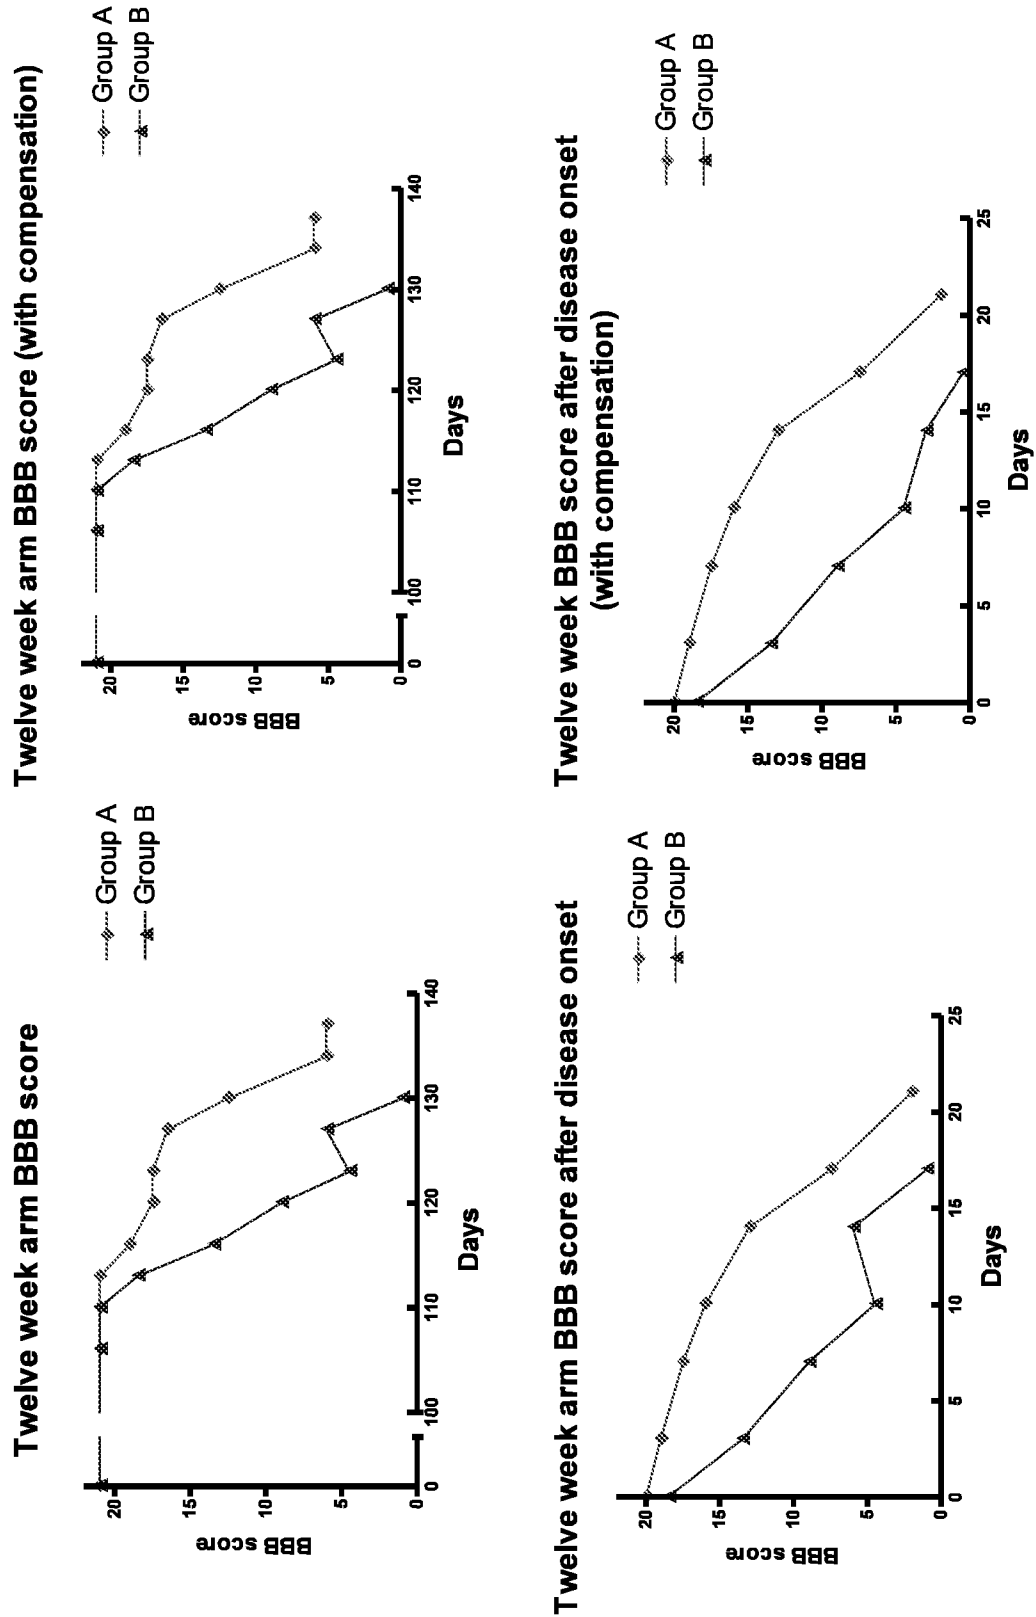 Twelve week arm BBB score
BBB score
20
15
10
5
0
0
100
110
120
130
140
Days
Group A
Group B
Twelve week arm BBB score (with compensation)
BBB score
20
15
10
5
0
0
100
110
120
130
140
Days
Group A
Group B
Twelve week arm BBB score after disease onset
BBB score
20
15
10
5
0
0
5
10
15
20
25
Days
Group A
Group B
Twelve week BBB score after disease onset
(with compensation)
BBB score
20
15
10
5
0
0
5
10
15
20
25
Days
Group A
Group B